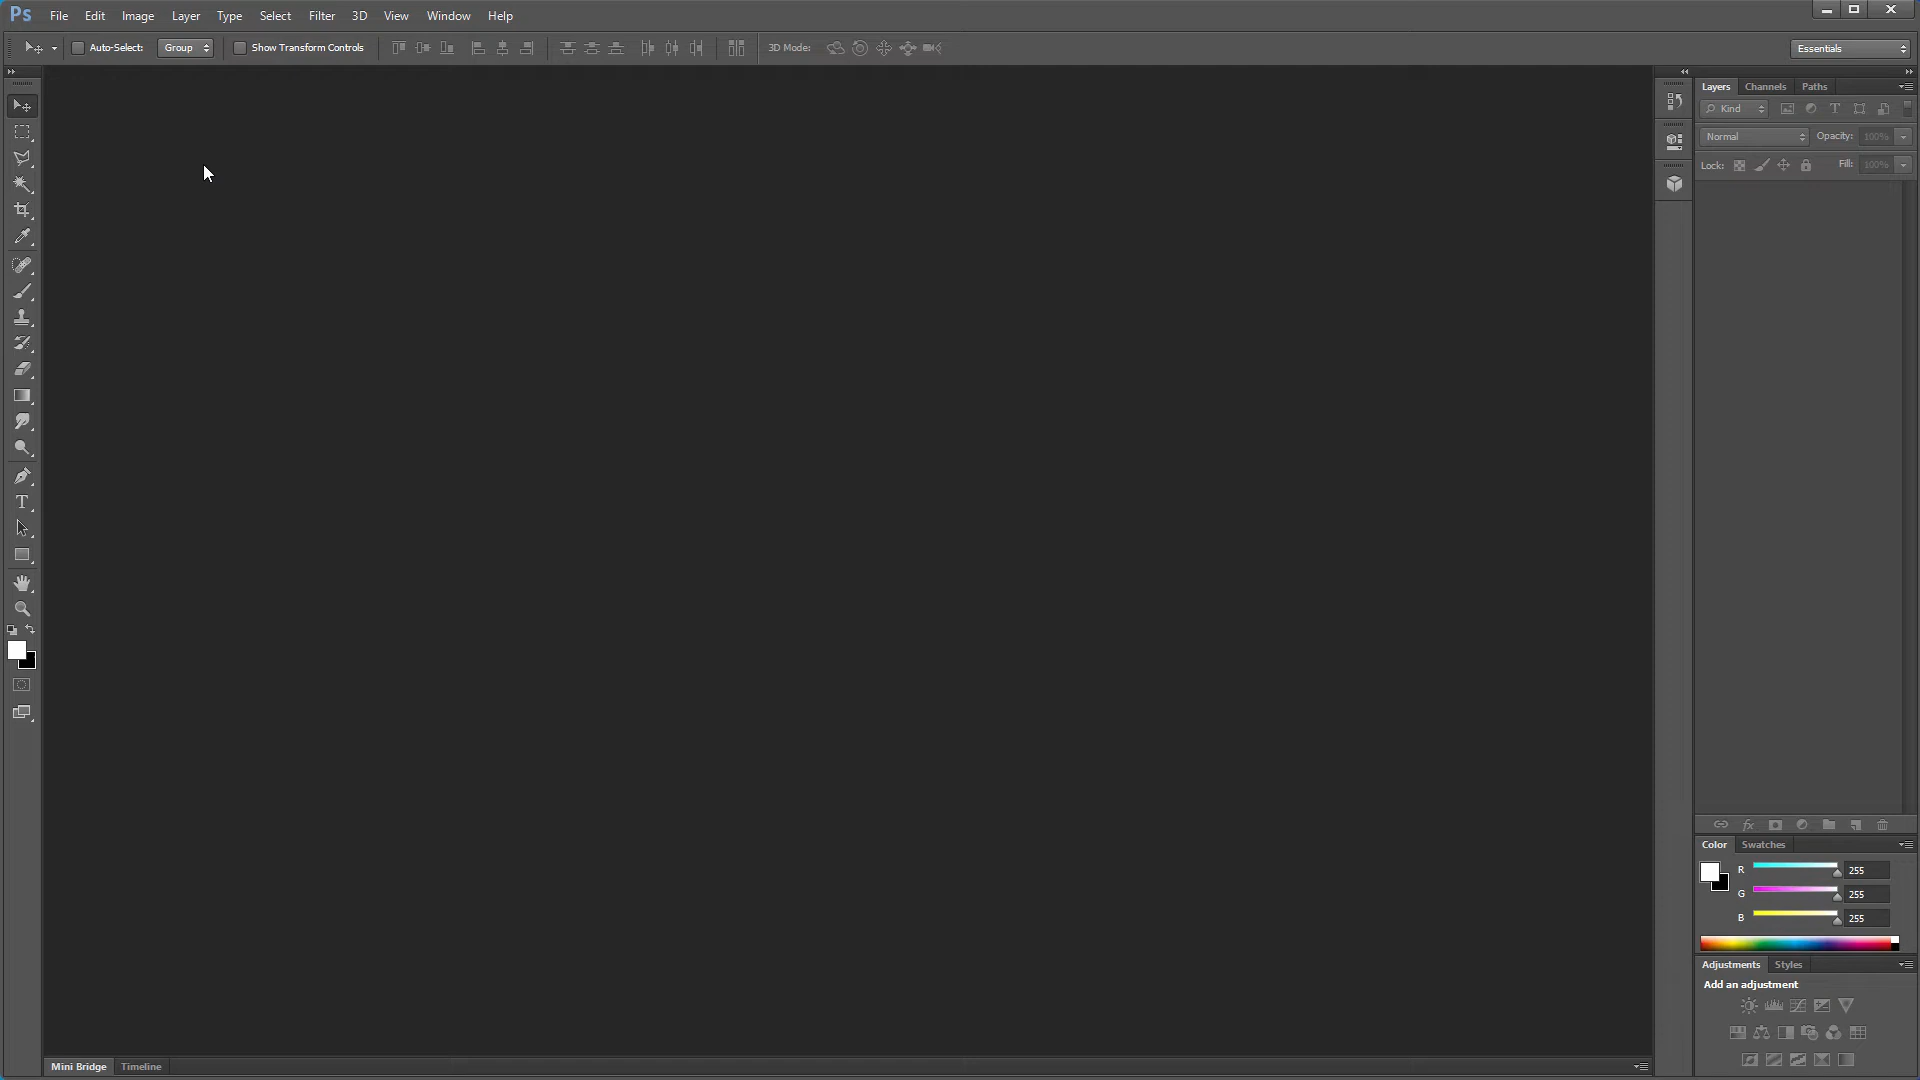 Ps File Edit Image Layer Type Select Filter 3D View Window Help
Auto-Select: Group Show Transform Controls 3D Mode: Essentials
Layers Channels Paths
Kind T
Normal Opacity: 100%
Lock: Fill: 100%
T
fx
Color Swatches
R 255
G 255
B 255
Adjustments Styles
Add an adjustment
Mini Bridge Timeline